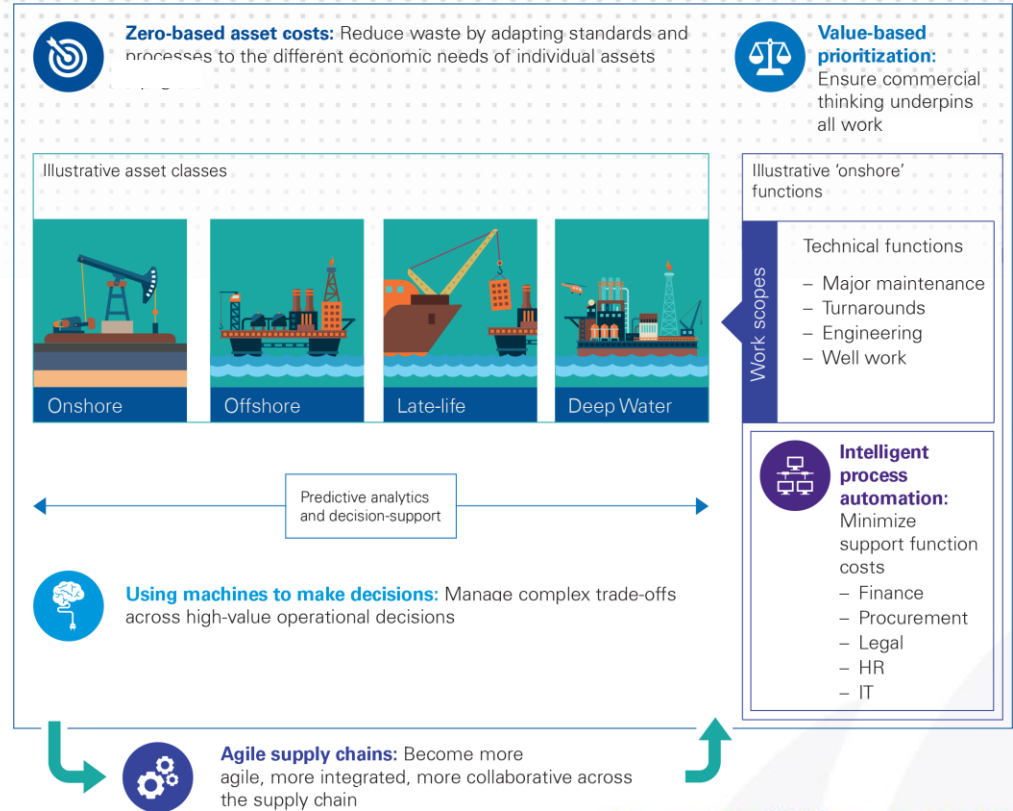 Zero-based asset costs: Reduce waste by adapting standards and
processes to the different economic needs of individual assets
Value-based
prioritization:
Ensure commercial
thinking underpins
all work
Illustrative asset classes
Onshore
Offshore
Late-life
Deep Water
Illustrative ‘onshore’
functions
Work scopes
Technical functions
– Major maintenance
– Turnarounds
– Engineering
– Well work
Predictive analytics
and decision-support
Intelligent
process
automation:
Minimize
support function
costs
– Finance
– Procurement
– Legal
– HR
– IT
Using machines to make decisions: Manage complex trade-offs
across high-value operational decisions
Agile supply chains: Become more
agile, more integrated, more collaborative across
the supply chain